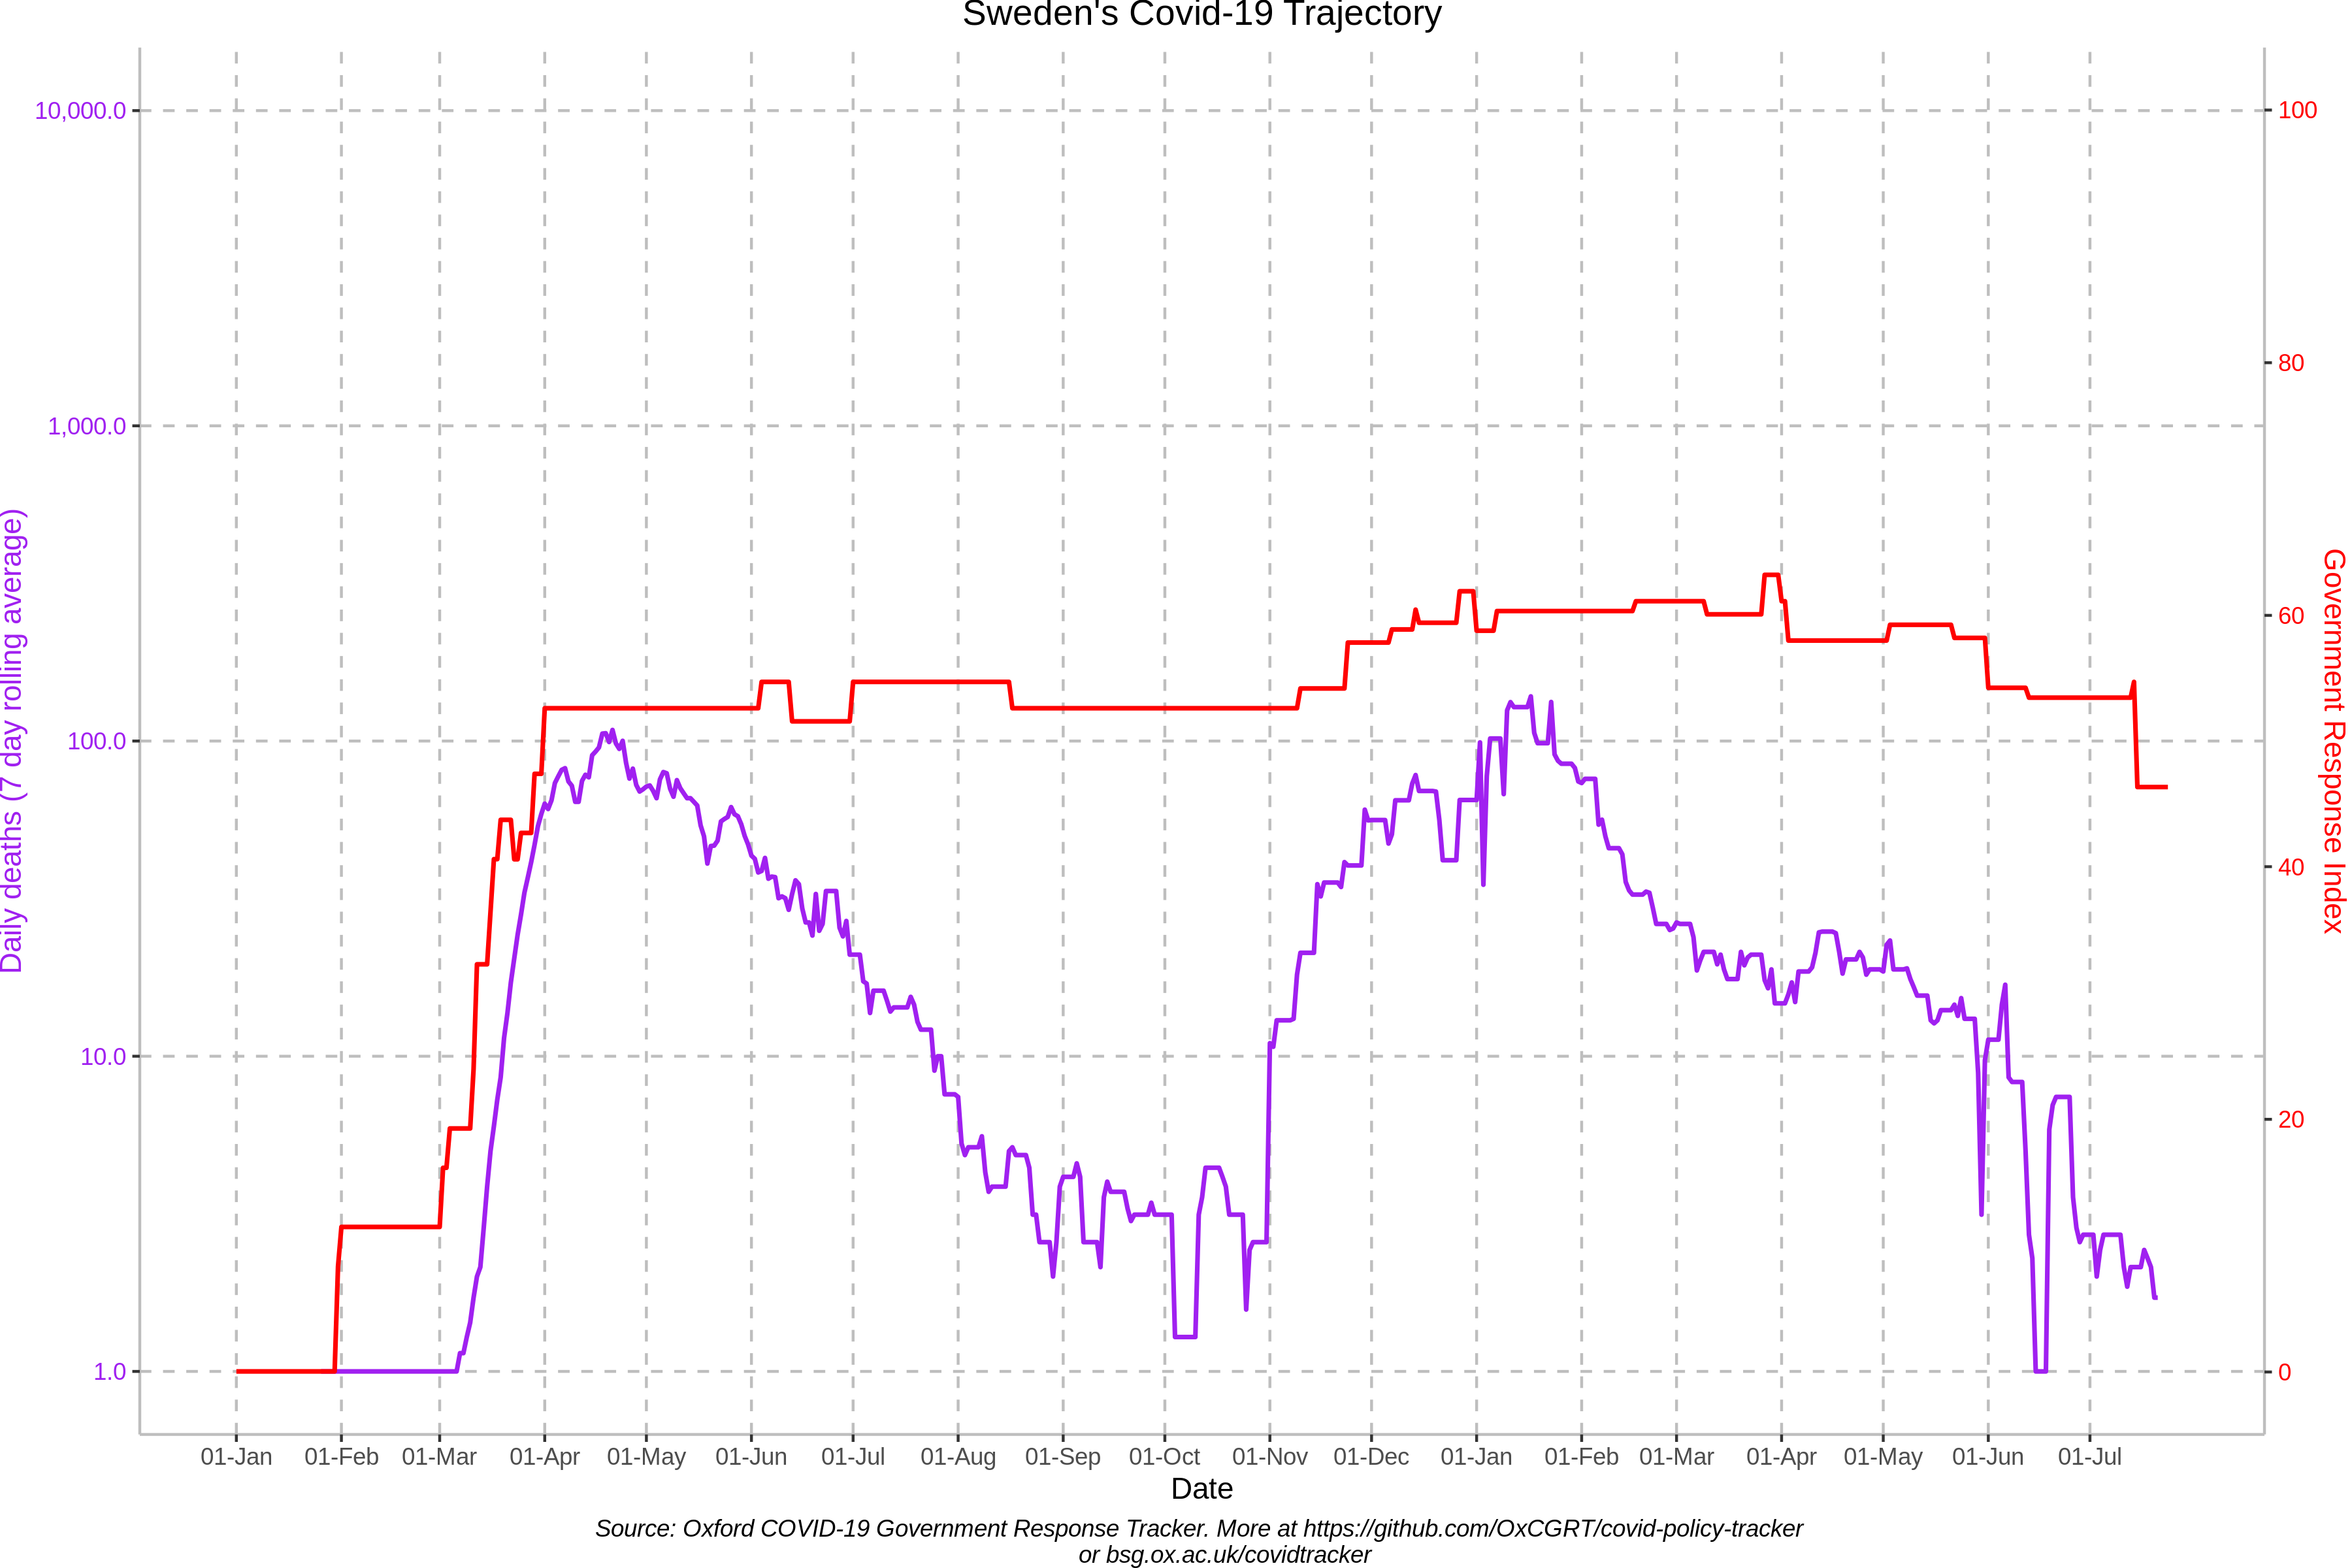 Sweden's Covid-19 Trajectory
10,000.0
1,000.0
100.0
10.0
1.0
Daily deaths (7 day rolling average)
100
80
60
40
20
0
Government Response Index
01-Jan 01-Feb 01-Mar 01-Apr 01-May 01-Jun 01-Jul 01-Aug 01-Sep 01-Oct 01-Nov 01-Dec 01-Jan 01-Feb 01-Mar 01-Apr 01-May 01-Jun 01-Jul
Date
Source: Oxford COVID-19 Government Response Tracker. More at https://github.com/OxCGRT/covid-policy-tracker
or bsg.ox.ac.uk/covidtracker